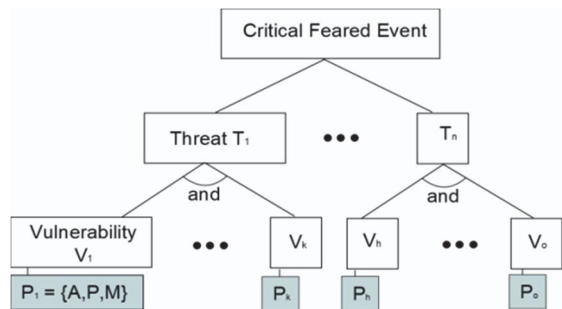 Critical Feared Event
Threat T₁ ••• Tₙ
and and
Vulnerability
V₁ ••• Vₖ Vₕ ••• Vₒ
P₁ = {A,P,M} Pₖ Pₕ Pₒ